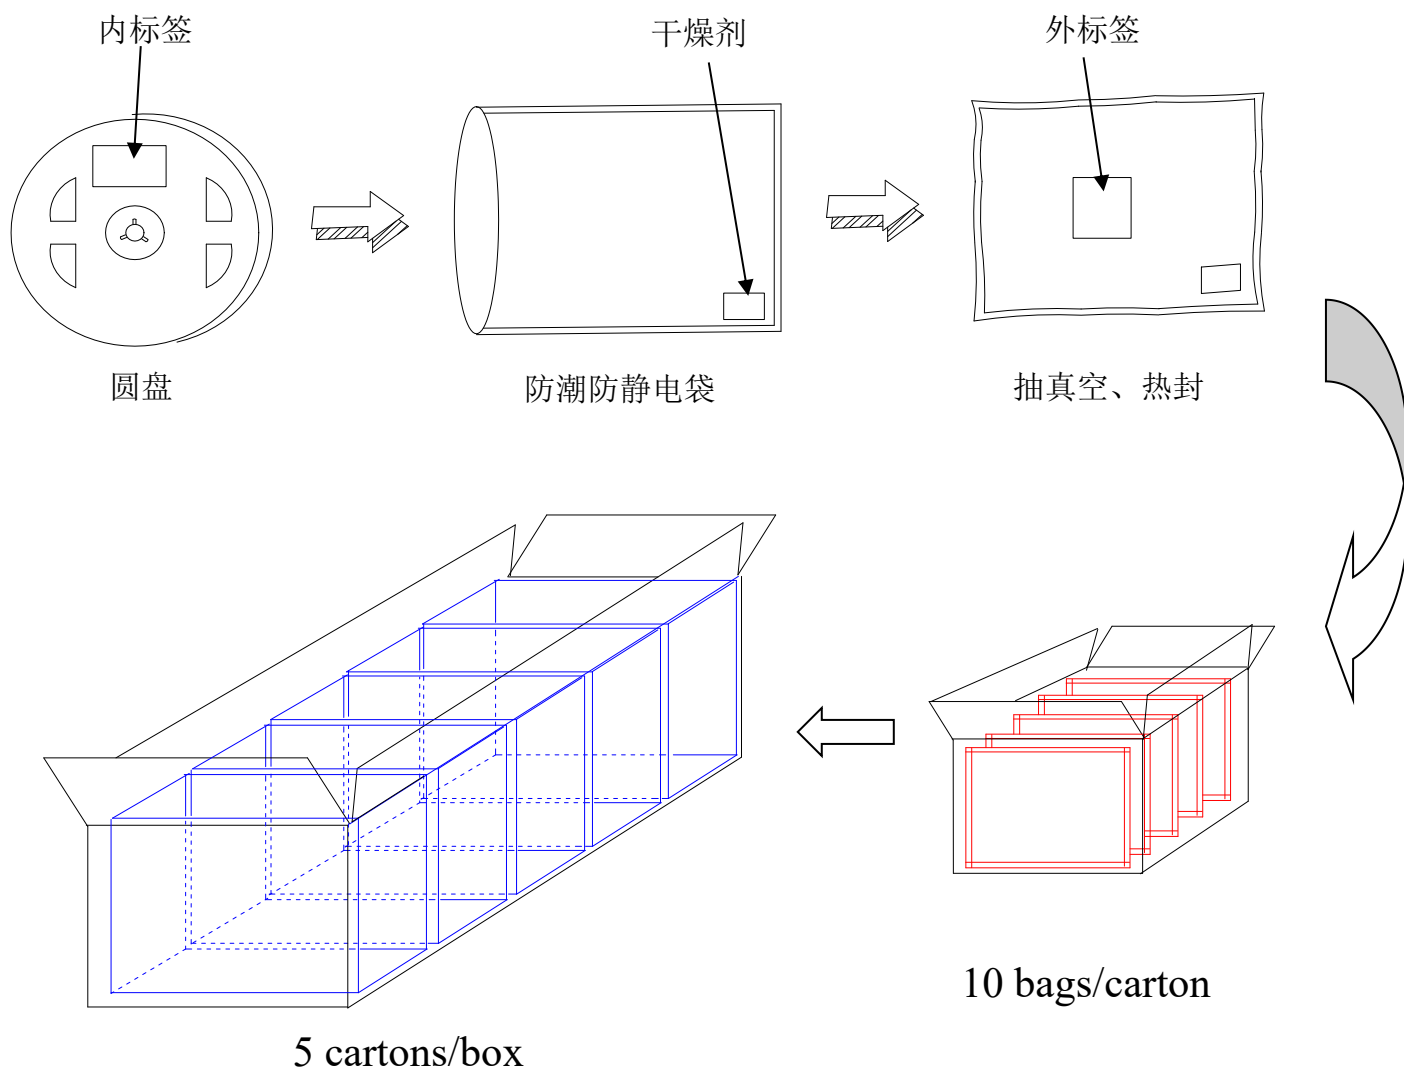 内标签
干燥剂
外标签
圆盘
防潮防静电袋
抽真空、热封
10 bags/carton
5 cartons/box